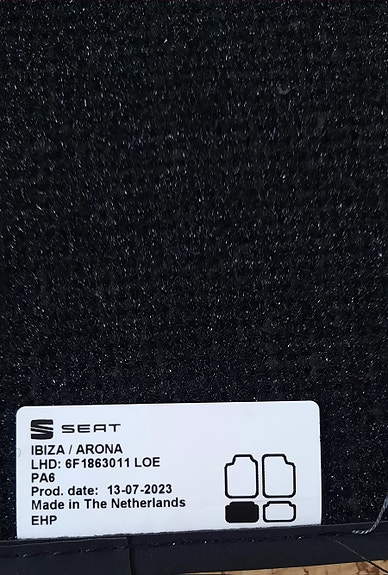 SEAT
IBIZA / ARONA
LHD: 6F1863011 LOE
PA6
Prod. date: 13-07-2023
Made in The Netherlands
EHP